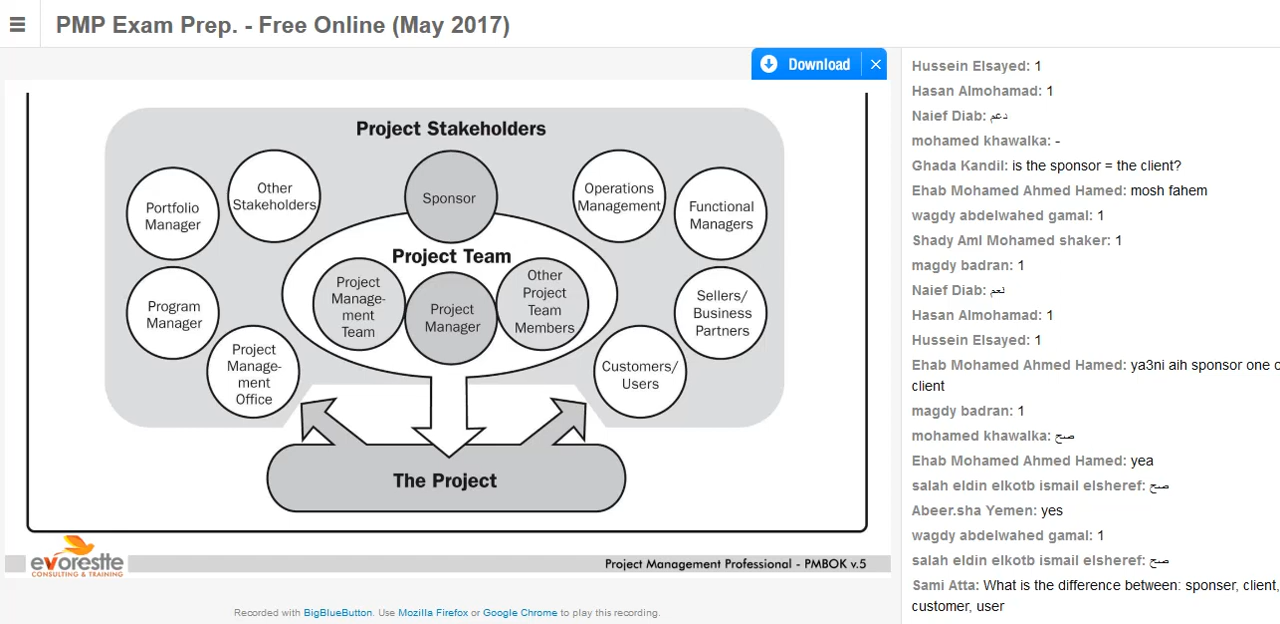 PMP Exam Prep. - Free Online (May 2017)
Download
Project Stakeholders
Portfolio
Manager
Other
Stakeholders
Sponsor
Operations
Management
Functional
Managers
Project Team
Project
Manage-
ment
Team
Project
Manager
Other
Project
Team
Members
Program
Manager
Project
Manage-
ment
Office
Sellers/
Business
Partners
Customers/
Users
The Project
evorestte
CONSULTING & TRAINING
Project Management Professional - PMBOK v.5
Recorded with BigBlueButton. Use Mozilla Firefox or Google Chrome to play this recording.
Hussein Elsayed: 1
Hasan Almohamad: 1
Naief Diab: دعم
mohamed khawalka: -
Ghada Kandil: is the sponsor = the client?
Ehab Mohamed Ahmed Hamed: mosh fahem
wagdy abdelwahed gamal: 1
Shady Aml Mohamed shaker: 1
magdy badran: 1
Naief Diab: نعم
Hasan Almohamad: 1
Hussein Elsayed: 1
Ehab Mohamed Ahmed Hamed: ya3ni aih sponsor one
client
magdy badran: 1
mohamed khawalka: صح
Ehab Mohamed Ahmed Hamed: yea
salah eldin elkotb ismail elsheref: صح
Abeer.sha Yemen: yes
wagdy abdelwahed gamal: 1
salah eldin elkotb ismail elsheref: صح
Sami Atta: What is the difference between: sponser, client,
customer, user